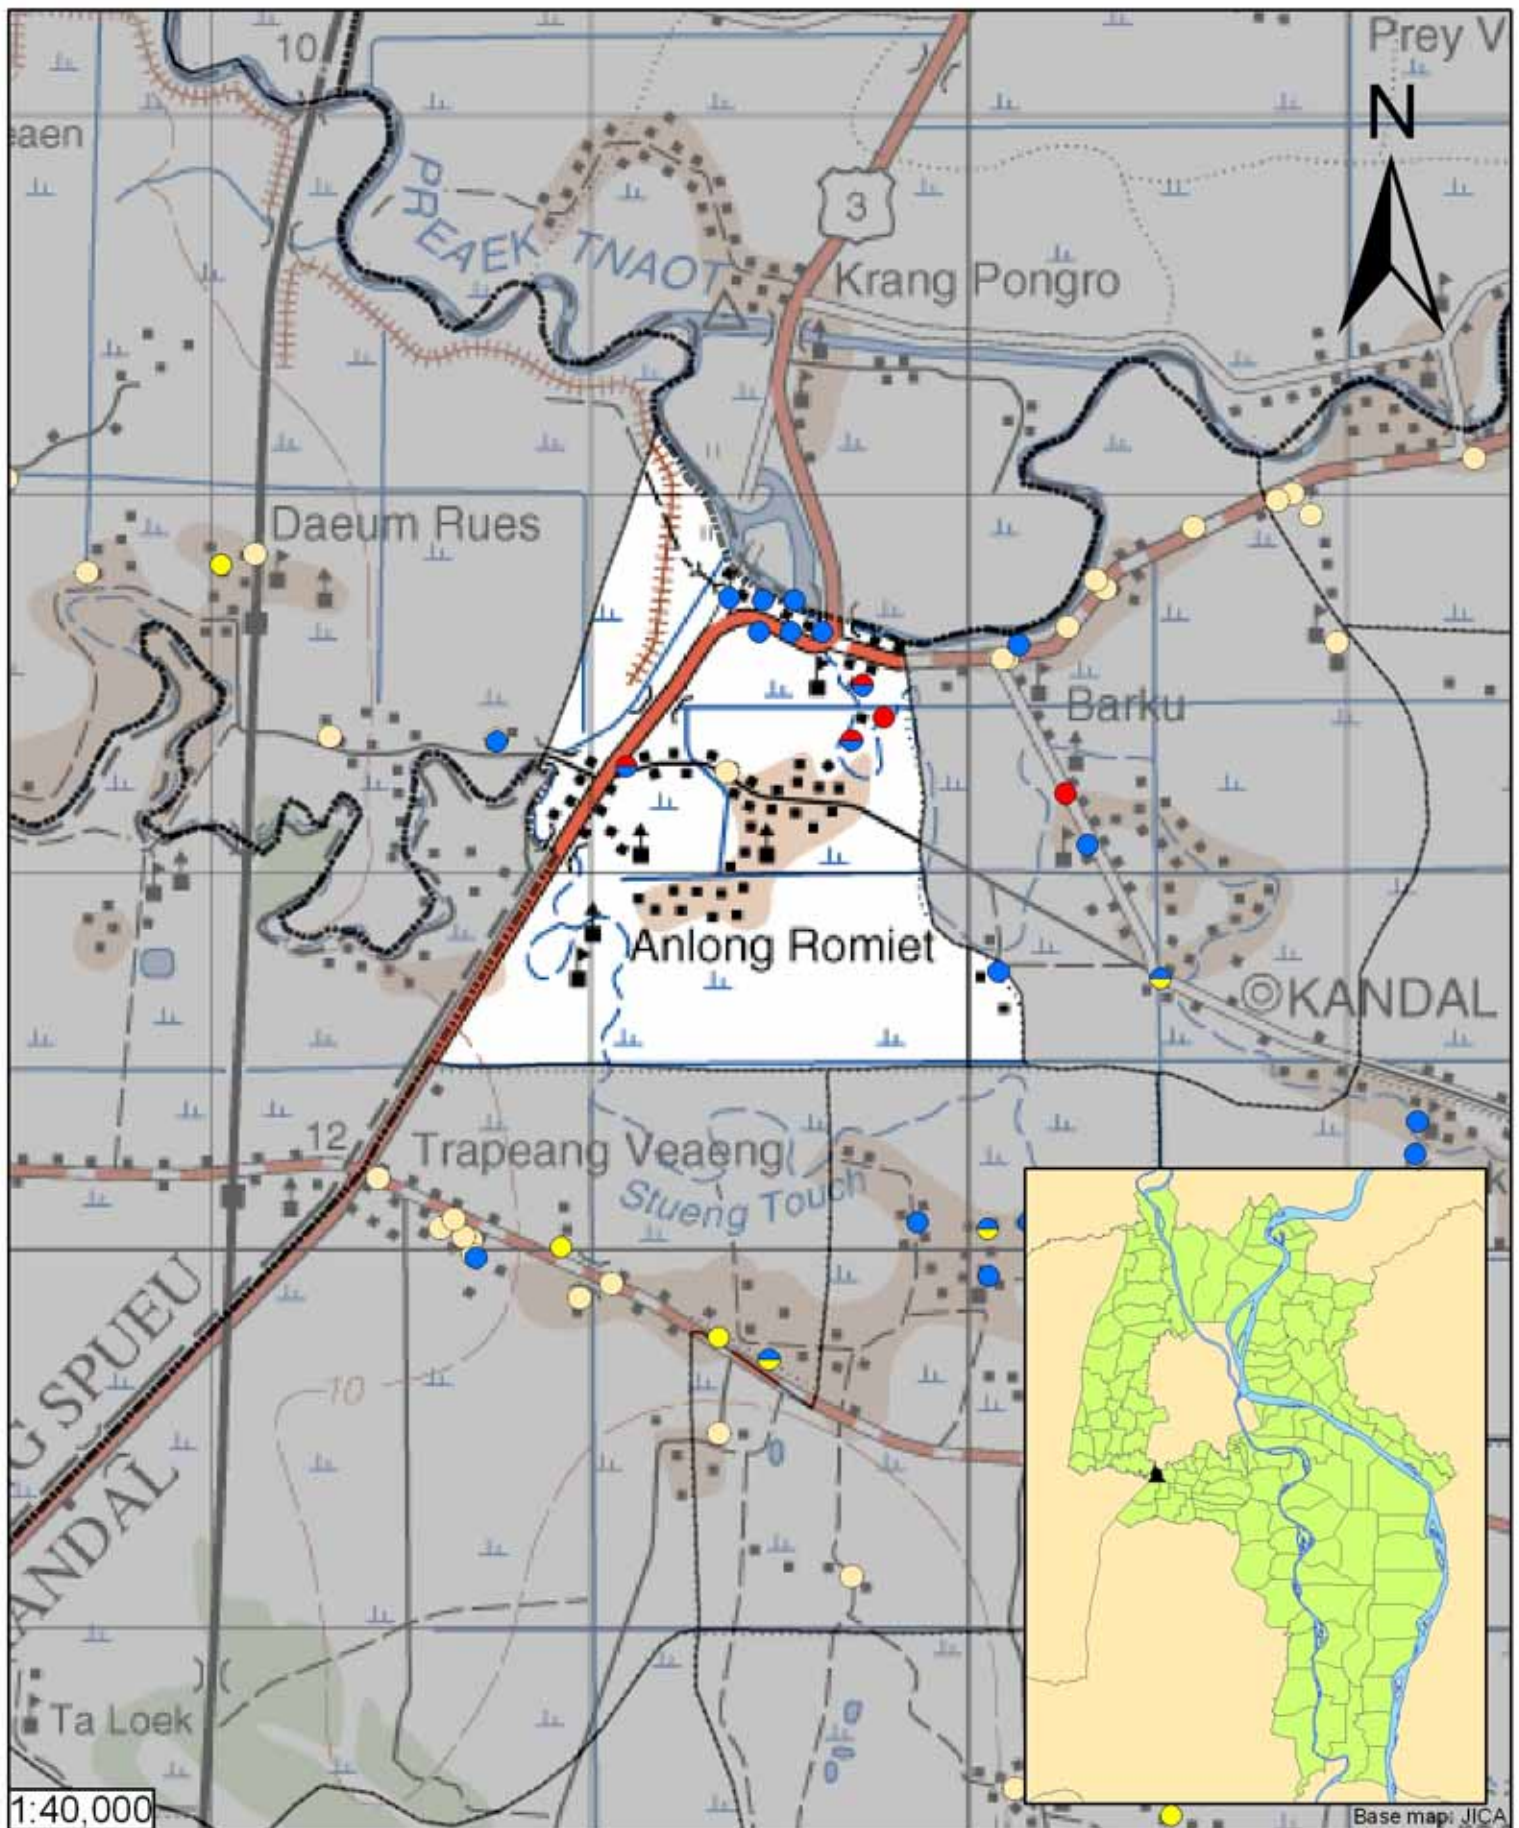 10
Prey V
eaen
N
3
PREAEK TNAOT
Krang Pongro
Daeum Rues
Barku
Anlong Romiet
KANDAL
12
Trapeang Veaeng
Stueng Touch
K
G SPUEU
10
ANDAL
Ta Loek
1:40,000
Base map: JICA